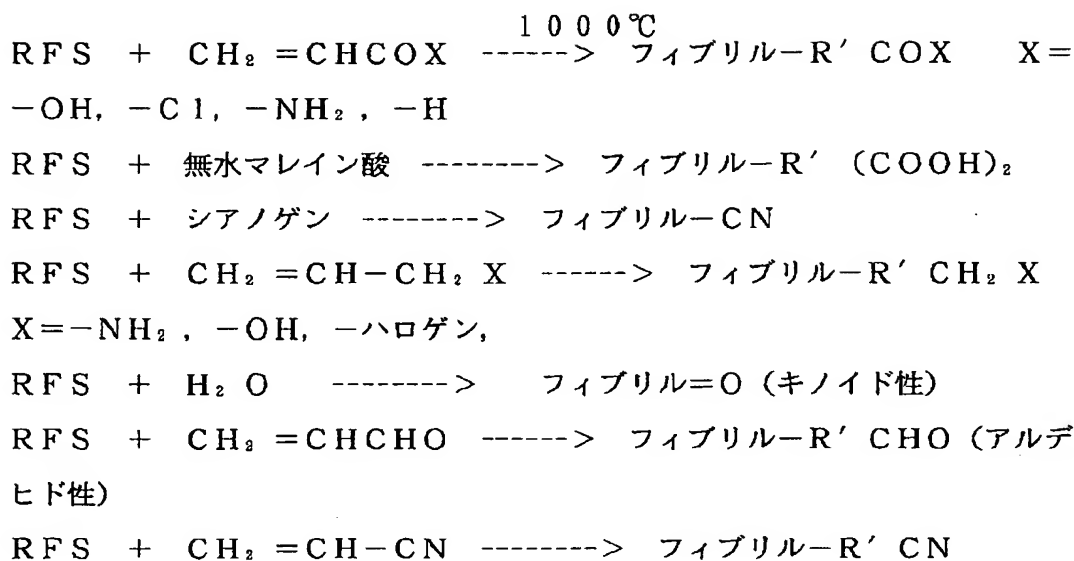 1000℃
RFS + CH₂=CHCOX ------> フィブリル－R′COX X＝
－OH, －Cl, －NH₂, －H
RFS + 無水マレイン酸 --------> フィブリル－R′(COOH)₂
RFS + シアノゲン --------> フィブリル－CN
RFS + CH₂=CH－CH₂X ------> フィブリル－R′CH₂X
X＝－NH₂, －OH, －ハロゲン,
RFS + H₂O --------> フィブリル＝O（キノイド性）
RFS + CH₂=CHCHO ------> フィブリル－R′CHO（アルデ
ヒド性）
RFS + CH₂=CH－CN -------> フィブリル－R′CN